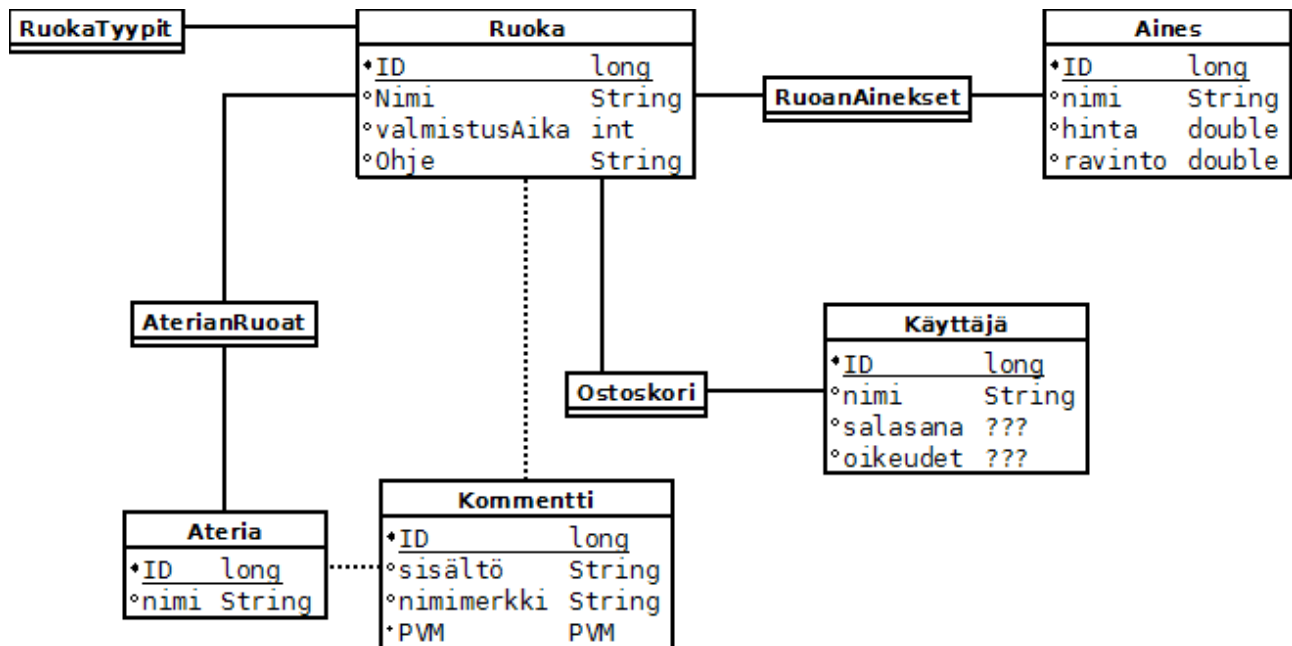 RuokaTyypit
Ruoka
ID long
Nimi String
valmistusAika int
Ohje String
RuoanAinekset
Aines
ID long
nimi String
hinta double
ravinto double
AterianRuoat
Käyttäjä
ID long
nimi String
salasana ???
oikeudet ???
Ostoskori
Ateria
ID long
nimi String
Kommentti
ID long
sisältö String
nimimerkki String
PVM PVM